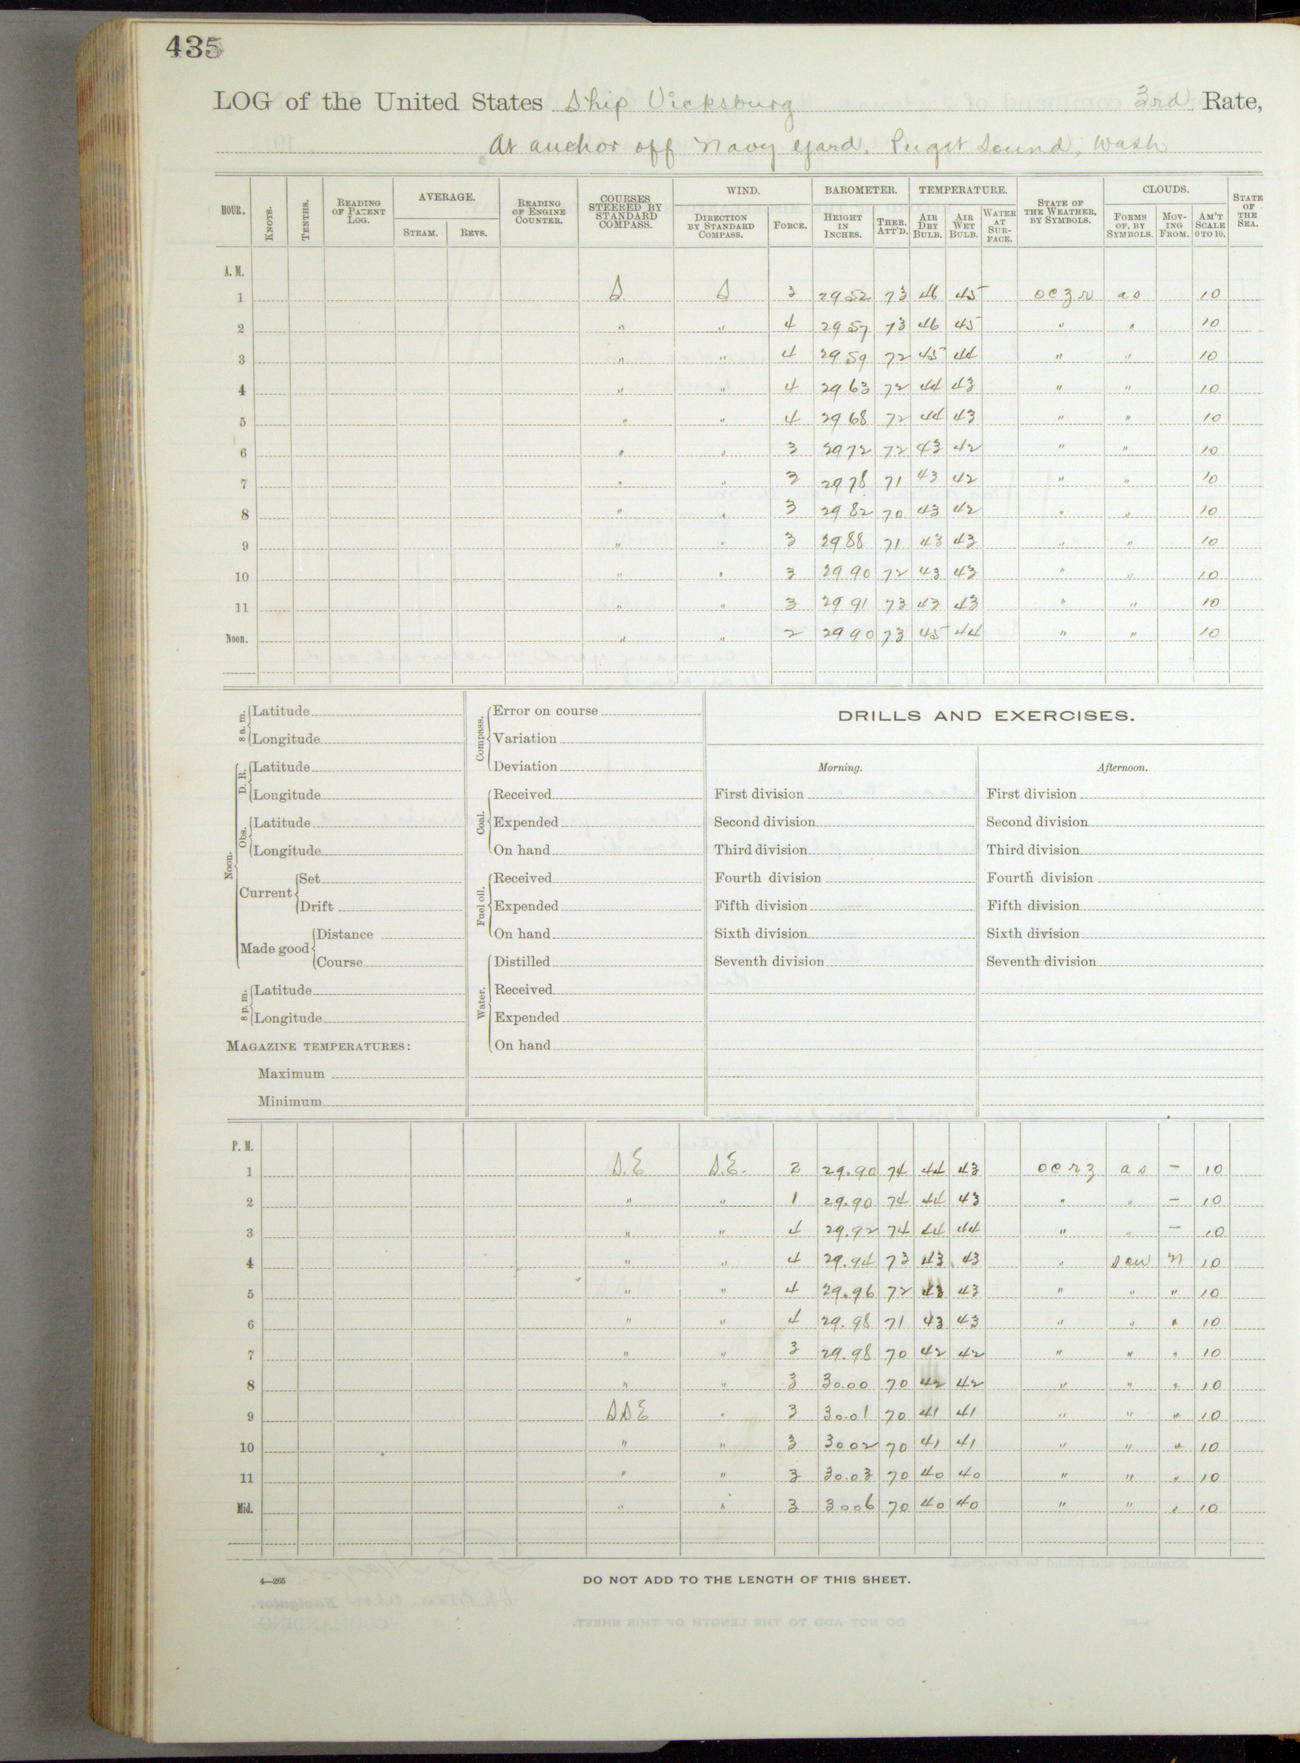 435
LOG of the United States Ship Vicksburg 3rd Rate,
At anchor off Navy Yard. Puget Sound, Wash
HOUR. KNOTS. TENTHS. READING OF PATENT LOG. AVERAGE. STEAM. REVS. READING OF ENGINE COUNTER. COURSES STEERED BY STANDARD COMPASS. WIND. DIRECTION BY STANDARD COMPASS. FORCE. BAROMETER. HEIGHT IN INCHES. THER. ATT'D. TEMPERATURE. AIR DRY BULB. AIR WET BULB. WATER AT SURFACE. STATE OF THE WEATHER, BY SYMBOLS. CLOUDS. FORMS OF, BY SYMBOLS. MOVING FROM. AM'T SCALE 0 TO 10. STATE OF THE SEA.
A. M.
1 S S 3 29 52 73 46 45 oczr as 10
2 " " 4 29 57 73 46 45 " " 10
3 " " 4 29 59 72 45 44 " " 10
4 " " 4 29 63 72 44 43 " " 10
5 " " 4 29 68 72 44 43 " " 10
6 " " 3 29 72 72 43 42 " " 10
7 " " 3 29 78 71 43 42 " " 10
8 " " 3 29 82 70 43 42 " " 10
9 " " 3 29 88 71 43 43 " " 10
10 " " 3 29 90 72 43 43 " " 10
11 " " 3 29 91 73 43 43 " " 10
Noon. " " 2 29 90 73 45 44 " " 10
DRILLS AND EXERCISES.
Morning. Afternoon.
8 a. m. Latitude
Longitude
Noon. D. R. Latitude
Longitude
Obs. Latitude
Longitude
Current Set
Drift
Made good Distance
Course
8 p. m. Latitude
Longitude
MAGAZINE TEMPERATURES:
Maximum
Minimum
Compass. Error on course
Variation
Deviation
Coal. Received
Expended
On hand
Fuel oil. Received
Expended
On hand
Water. Distilled
Received
Expended
On hand
First division First division
Second division Second division
Third division Third division
Fourth division Fourth division
Fifth division Fifth division
Sixth division Sixth division
Seventh division Seventh division
P. M.
1 S.E S.E. 2 29.90 74 44 43 ocrz as – 10
2 " " 1 29.90 74 44 43 " " – 10
3 " " 4 29.92 74 44 44 " " – 10
4 " " 4 29.94 73 43 43 " scu n 10
5 " " 4 29.96 72 43 43 " " " 10
6 " " 4 29.98 71 43 43 " " " 10
7 " " 3 29.98 70 42 42 " " " 10
8 " " 3 30.00 70 42 42 " " " 10
9 SSE " 3 30.01 70 41 41 " " " 10
10 " " 3 30 02 70 41 41 " " " 10
11 " " 3 30.03 70 40 40 " " " 10
Mid. " " 3 30 06 70 40 40 " " " 10
4—265 DO NOT ADD TO THE LENGTH OF THIS SHEET.